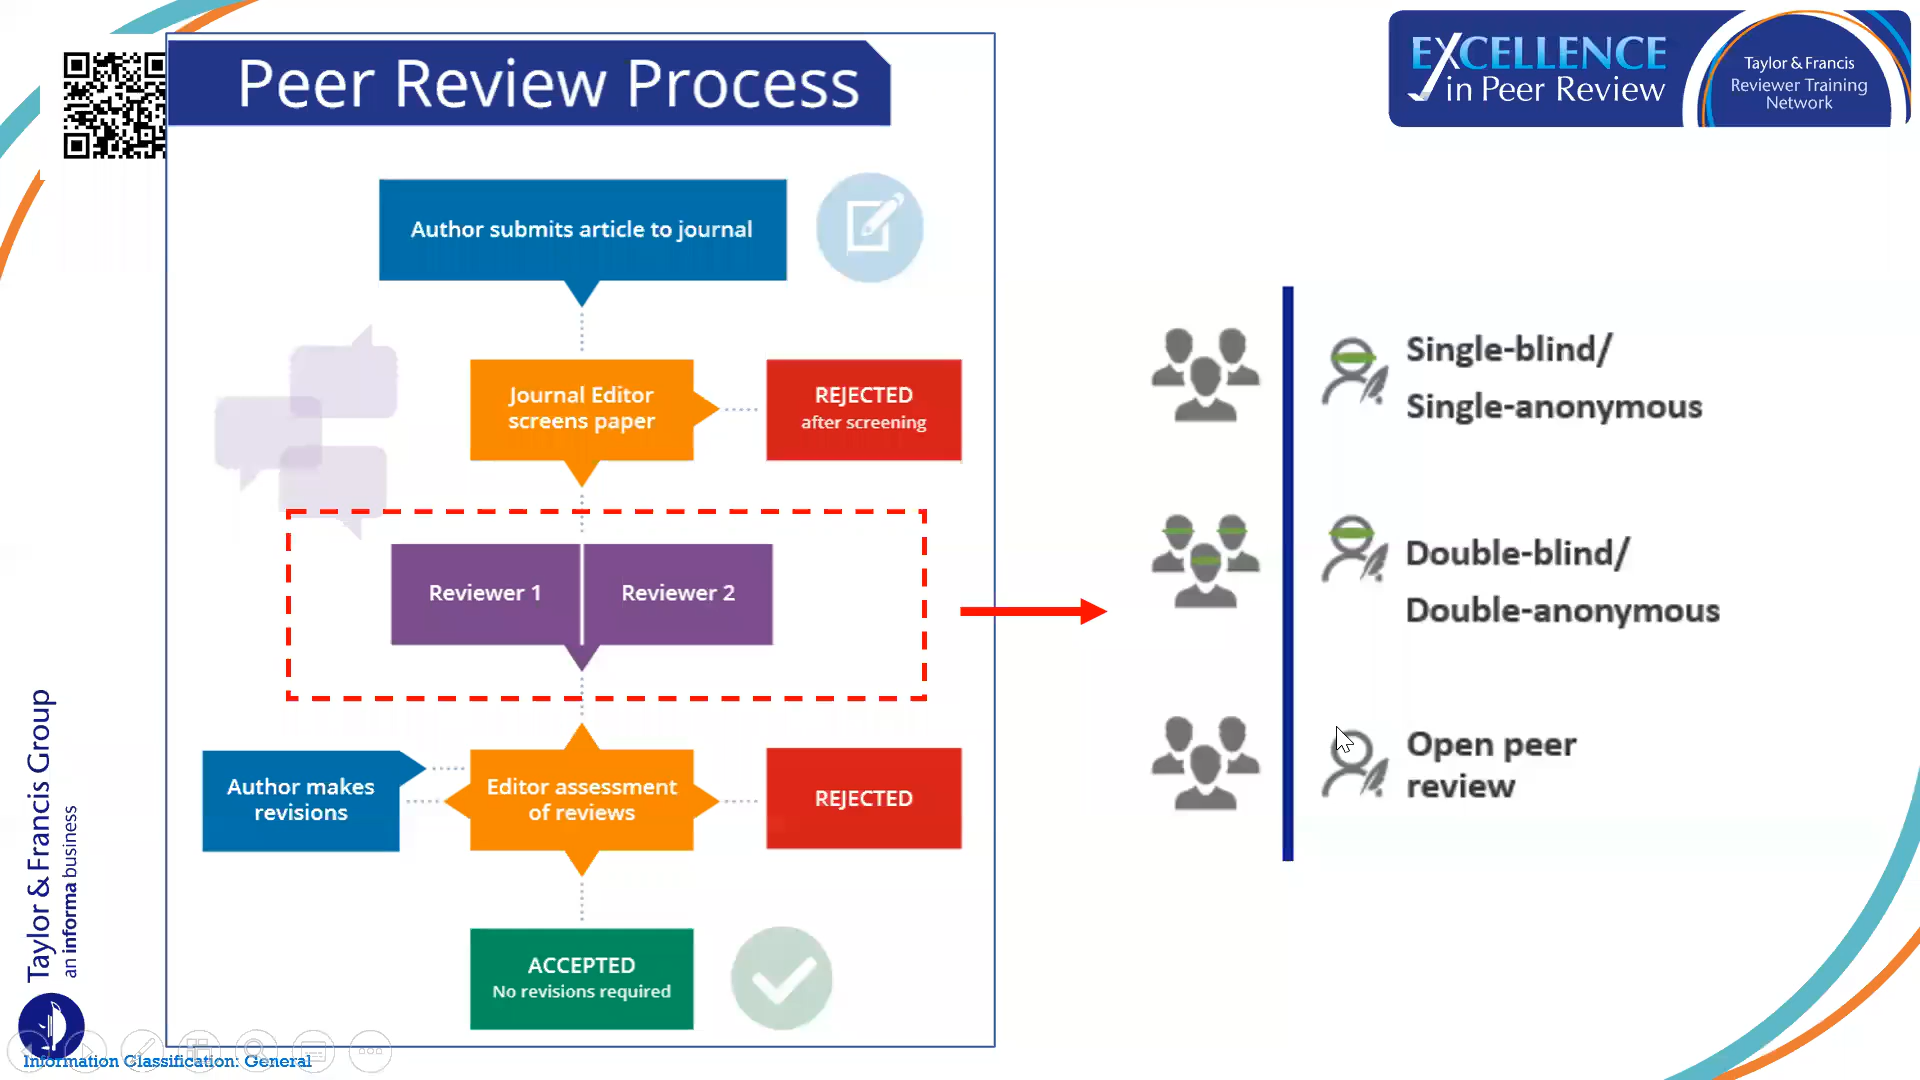 Peer Review Process
EXCELLENCE
in Peer Review
Taylor & Francis
Reviewer Training
Network
Author submits article to journal
Journal Editor
screens paper
REJECTED
after screening
Reviewer 1
Reviewer 2
Author makes
revisions
Editor assessment
of reviews
REJECTED
ACCEPTED
No revisions required
Single-blind/
Single-anonymous
Double-blind/
Double-anonymous
Open peer
review
Taylor & Francis Group
an informa business
Information Classification: General